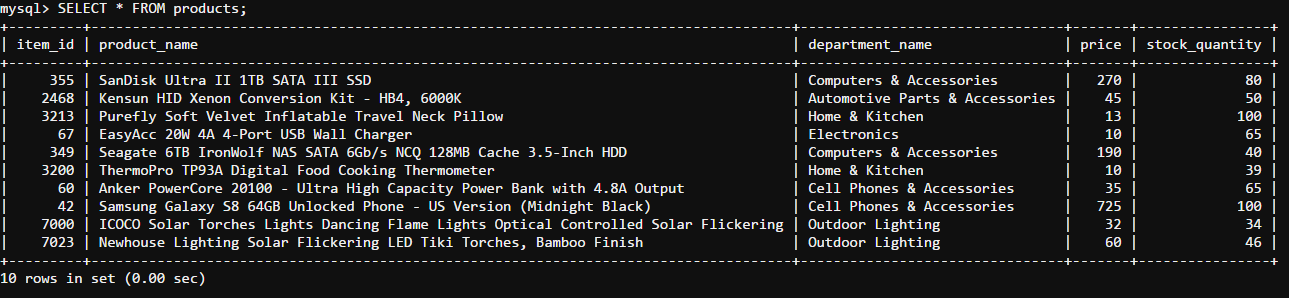 mysql> SELECT * FROM products;
+---------+-------------------------------------------------------------------------------------+--------------------------------+-------+----------------+
| item_id | product_name                                                                        | department_name                | price | stock_quantity |
+---------+-------------------------------------------------------------------------------------+--------------------------------+-------+----------------+
|     355 | SanDisk Ultra II 1TB SATA III SSD                                                   | Computers & Accessories        |   270 |             80 |
|    2468 | Kensun HID Xenon Conversion Kit - HB4, 6000K                                        | Automotive Parts & Accessories |    45 |             50 |
|    3213 | Purefly Soft Velvet Inflatable Travel Neck Pillow                                   | Home & Kitchen                 |    13 |            100 |
|      67 | EasyAcc 20W 4A 4-Port USB Wall Charger                                              | Electronics                    |    10 |             65 |
|     349 | Seagate 6TB IronWolf NAS SATA 6Gb/s NCQ 128MB Cache 3.5-Inch HDD                    | Computers & Accessories        |   190 |             40 |
|    3200 | ThermoPro TP93A Digital Food Cooking Thermometer                                    | Home & Kitchen                 |    10 |             39 |
|      60 | Anker PowerCore 20100 - Ultra High Capacity Power Bank with 4.8A Output             | Cell Phones & Accessories      |    35 |             65 |
|      42 | Samsung Galaxy S8 64GB Unlocked Phone - US Version (Midnight Black)                 | Cell Phones & Accessories      |   725 |            100 |
|    7000 | ICOCO Solar Torches Lights Dancing Flame Lights Optical Controlled Solar Flickering | Outdoor Lighting               |    32 |             34 |
|    7023 | Newhouse Lighting Solar Flickering LED Tiki Torches, Bamboo Finish                  | Outdoor Lighting               |    60 |             46 |
+---------+-------------------------------------------------------------------------------------+--------------------------------+-------+----------------+
10 rows in set (0.00 sec)